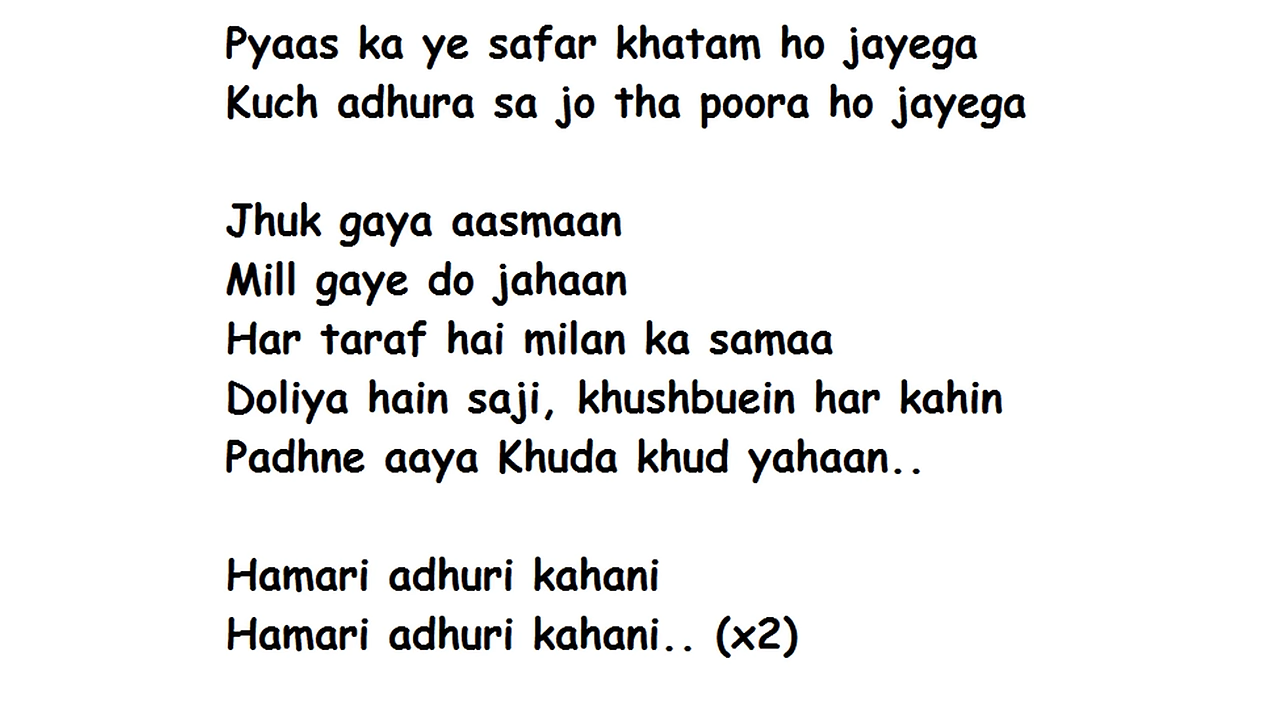 Pyaas ka ye safar khatam ho jayega
Kuch adhura sa jo tha poora ho jayega
Jhuk gaya aasmaan
Mill gaye do jahaan
Har taraf hai milan ka samaa
Doliya hain saji, khushbuein har kahin
Padhne aaya Khuda khud yahaan..
Hamari adhuri kahani
Hamari adhuri kahani.. (x2)